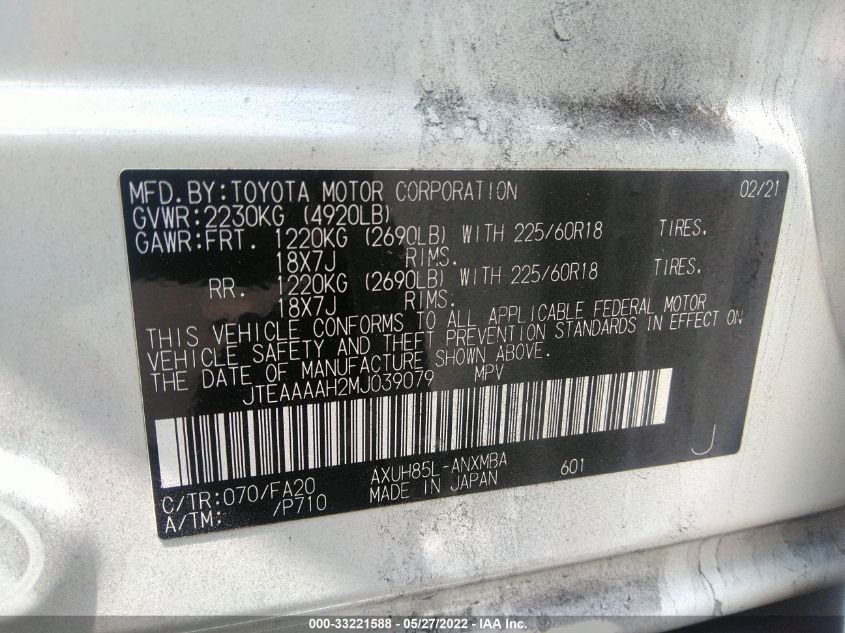 MFD.BY:TOYOTA MOTOR CORPORATION 02/21
GVWR:2230KG (4920LB)
GAWR:FRT. 1220KG (2690LB) WITH 225/60R18 TIRES.
18X7J RIMS.
RR. 1220KG (2690LB) WITH 225/60R18 TIRES.
18X7J RIMS.
THIS VEHICLE CONFORMS TO ALL APPLICABLE FEDERAL MOTOR
VEHICLE SAFETY AND THEFT PREVENTION STANDARDS IN EFFECT ON
THE DATE OF MANUFACTURE SHOWN ABOVE.
JTEAAAAH2MJ039079 MPV
J
C/TR:070/FA20 AXUH85L-ANXMBA 601
A/TM: /P710 MADE IN JAPAN
000-33221588 - 05/27/2022 - IAA Inc.